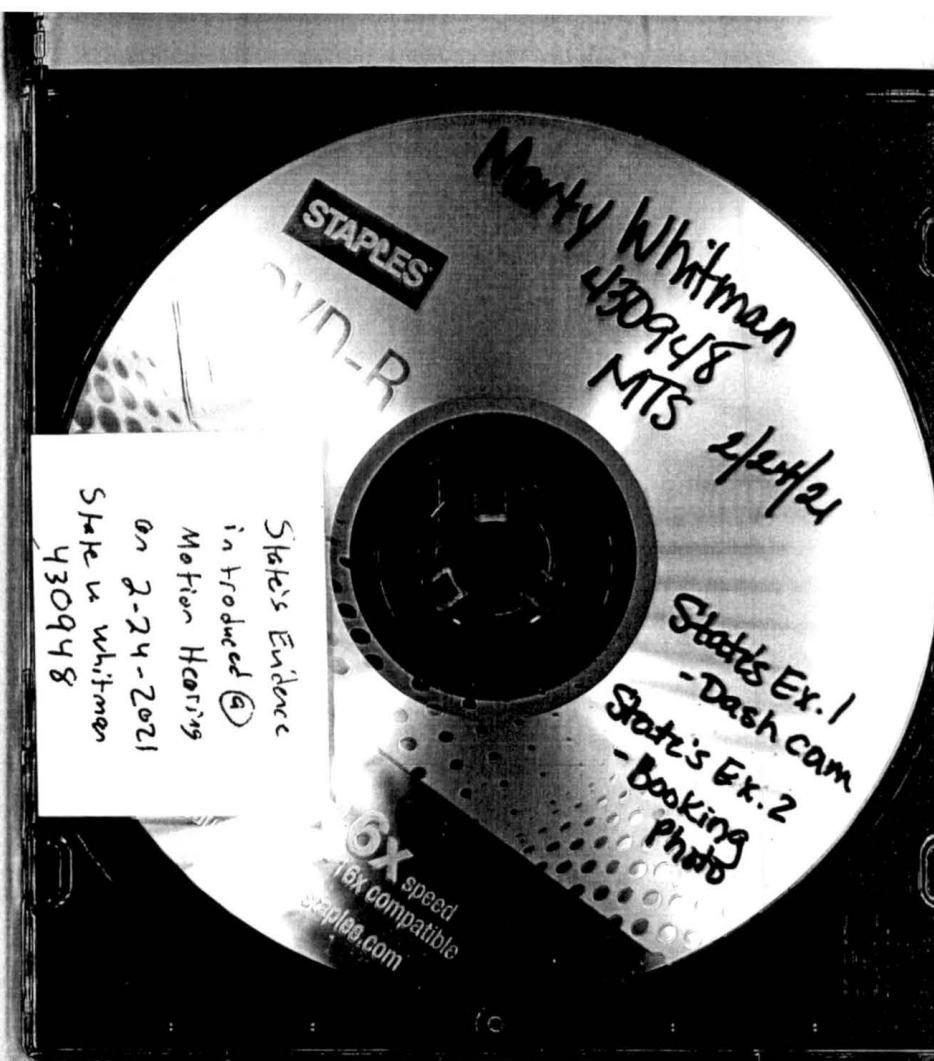 STAPLES
DVD-R
Marty Whitman
430948
MTS 2/24/21
State's Ex. 1
- Dash cam
State's Ex. 2
- Booking
Photo
State's Evidence
introduced @
Motion Hearing
on 2-24-2021
State v. Whitman
430948
6X speed
16x compatible
staples.com